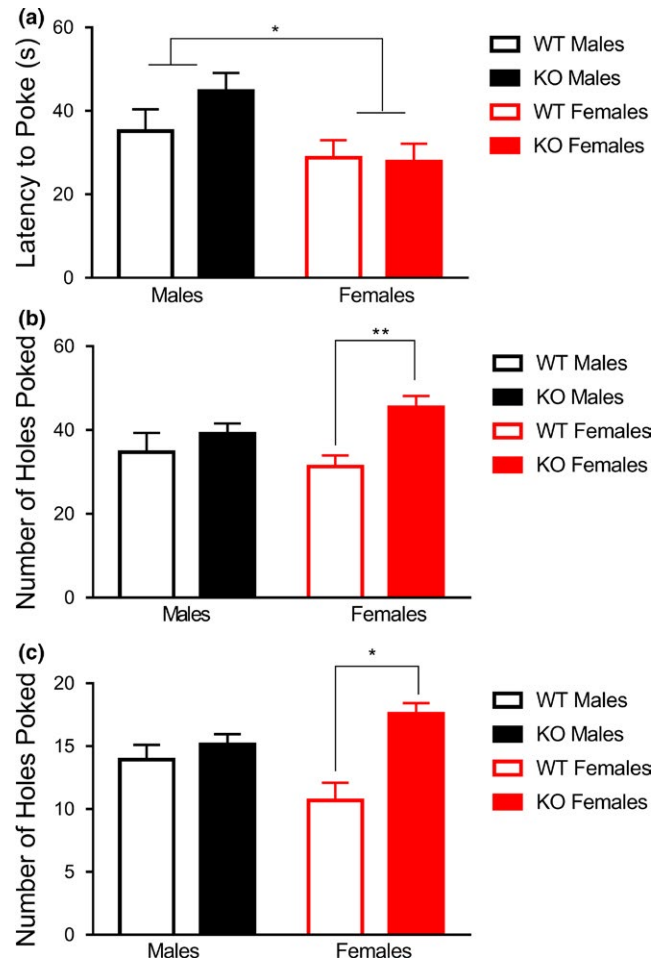 (a)
Latency to Poke (s)
60
40
20
0
*
Males
Females
WT Males
KO Males
WT Females
KO Females
(b)
Number of Holes Poked
60
40
20
0
**
Males
Females
WT Males
KO Males
WT Females
KO Females
(c)
Number of Holes Poked
20
15
10
5
0
*
Males
Females
WT Males
KO Males
WT Females
KO Females